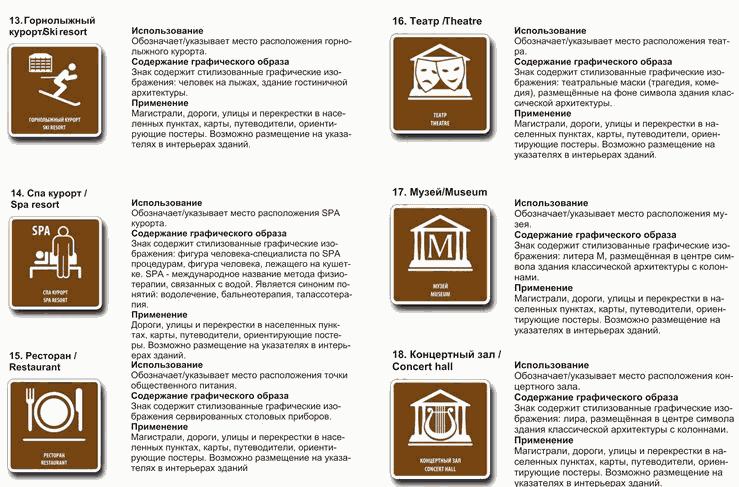 13. Горнолыжный
курорт/Ski resort
ГОРНОЛЫЖНЫЙ КУРОРТ
SKI RESORT
Использование
Обозначает/указывает место расположения горно-
лыжного курорта.
Содержание графического образа
Знак содержит стилизованные графические изо-
бражения: человек на лыжах, здание гостиничной
архитектуры.
Применение
Магистрали, дороги, улицы и перекрестки в насе-
ленных пунктах, карты, путеводители, ориенти-
рующие постеры. Возможно размещение на указа-
телях в интерьерах зданий.
14. Спа курорт /
Spa resort
SPA
СПА КУРОРТ
SPA RESORT
Использование
Обозначает/указывает место расположения SPA
курорта.
Содержание графического образа
Знак содержит стилизованные графические изо-
бражения: фигура человека-специалиста по SPA
процедурам, фигура человека, лежащего на кушет-
ке. SPA - международное название метода физио-
терапии, связанных с водой. Является синоним по-
нятий: водолечение, бальнеотерапия, талассотера-
пия.
Применение
Дороги, улицы и перекрестки в населенных пунк-
тах, карты, путеводители, ориентирующие посте-
ры. Возможно размещение на указателях в интерь-
ерах зданий.
15. Ресторан /
Restaurant
РЕСТОРАН
RESTAURANT
Использование
Обозначает/указывает место расположения точки
общественного питания.
Содержание графического образа
Знак содержит стилизованные графические изо-
бражения сервированных столовых приборов.
Применение
Магистрали, дороги, улицы и перекрестки в насе-
ленных пунктах, карты, путеводители, ориенти-
рующие постеры. Возможно размещение на указа-
телях в интерьерах зданий
16. Театр /Theatre
ТЕАТР
THEATRE
Использование
Обозначает/указывает место расположения теат-
ра.
Содержание графического образа
Знак содержит стилизованные графические изо-
бражения: театральные маски (трагедия, коме-
дия), размещённые на фоне символа здания клас-
сической архитектуры.
Применение
Магистрали, дороги, улицы и перекрестки в на-
селенных пунктах, карты, путеводители, ориен-
тирующие постеры. Возможно размещение на
указателях в интерьерах зданий.
17. Музей/Museum
М
МУЗЕЙ
MUSEUM
Использование
Обозначает/указывает место расположения му-
зея.
Содержание графического образа
Знак содержит стилизованные графические изо-
бражения: литера М, размещённая в центре сим-
вола здания классической архитектуры с колон-
нами.
Применение
Магистрали, дороги, улицы и перекрестки в на-
селенных пунктах, карты, путеводители, ориен-
тирующие постеры. Возможно размещение на
указателях в интерьерах зданий.
18. Концертный зал /
Concert hall
КОНЦЕРТНЫЙ ЗАЛ
CONCERT HALL
Использование
Обозначает/указывает место расположения кон-
цертного зала.
Содержание графического образа
Знак содержит стилизованные графические изо-
бражения: лира, размещённая в центре символа
здания классической архитектуры с колоннами.
Применение
Магистрали, дороги, улицы и перекрестки в на-
селенных пунктах, карты, путеводители, ориен-
тирующие постеры. Возможно размещение на
указателях в интерьерах зданий.